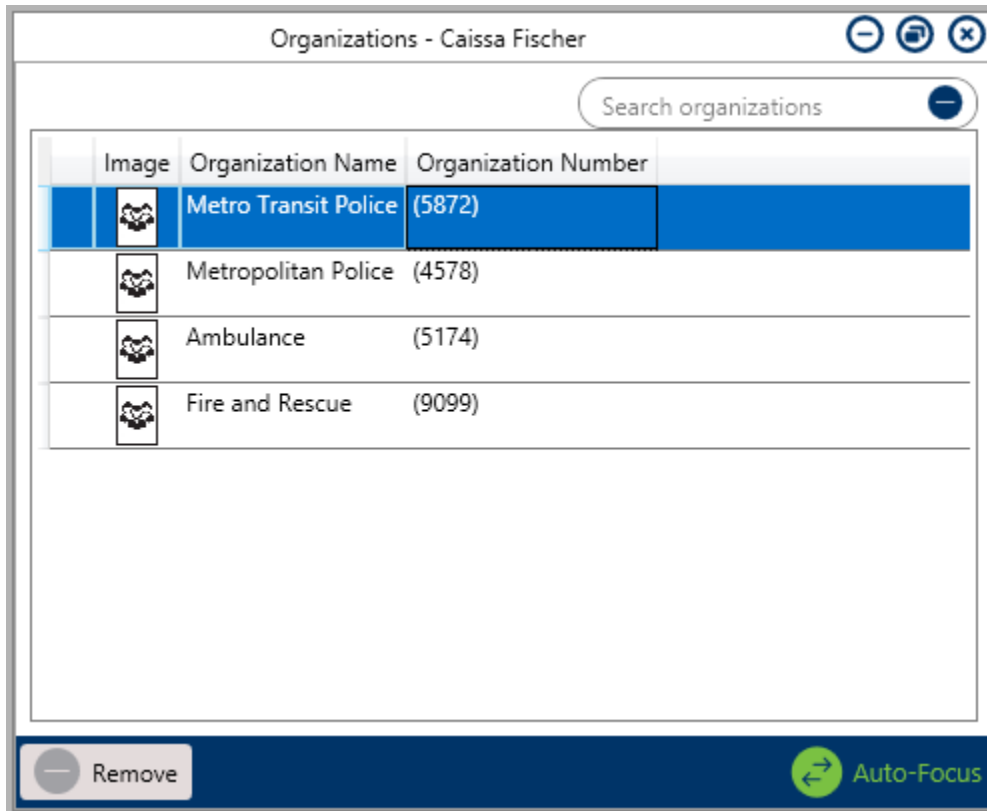 Organizations - Caissa Fischer
Search organizations
Image Organization Name Organization Number
Metro Transit Police (5872)
Metropolitan Police (4578)
Ambulance (5174)
Fire and Rescue (9099)
Remove Auto-Focus